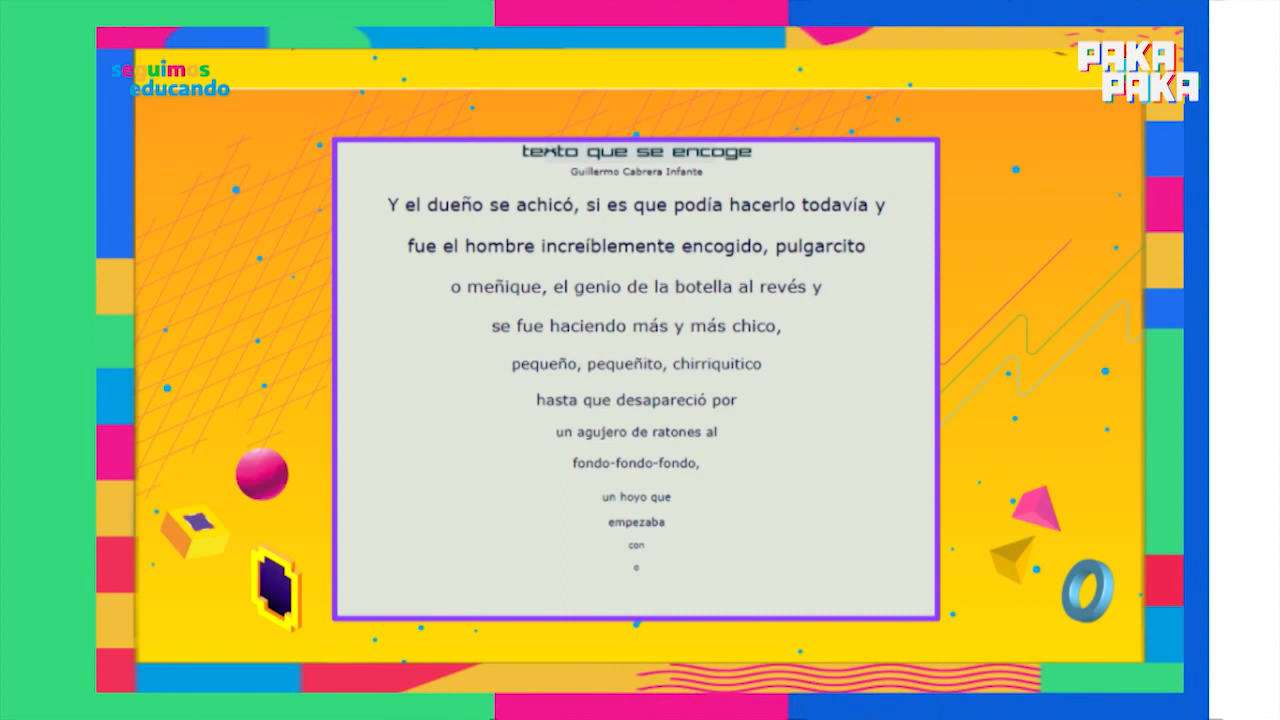 seguimos
educando
PAKA
PAKA
texto que se encoge
Guillermo Cabrera Infante
Y el dueño se achicó, si es que podía hacerlo todavía y
fue el hombre increíblemente encogido, pulgarcito
o meñique, el genio de la botella al revés y
se fue haciendo más y más chico,
pequeño, pequeñito, chirriquitico
hasta que desapareció por
un agujero de ratones al
fondo-fondo-fondo,
un hoyo que
empezaba
con
o